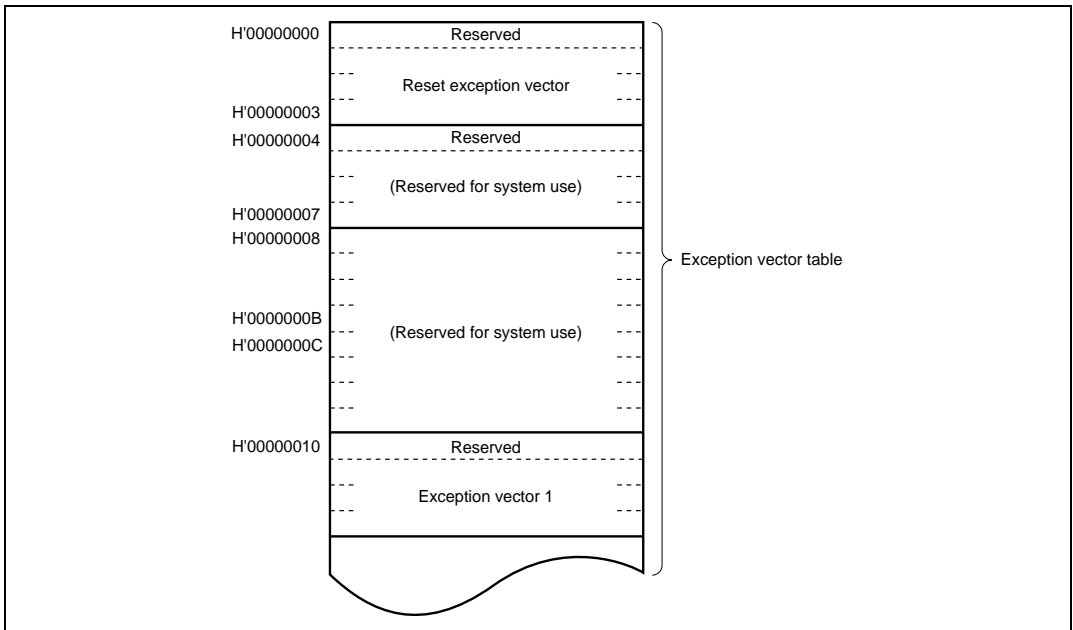 H'00000000 Reserved
Reset exception vector
H'00000003
H'00000004 Reserved
(Reserved for system use)
H'00000007
H'00000008
Exception vector table
H'0000000B
(Reserved for system use)
H'0000000C
H'00000010 Reserved
Exception vector 1